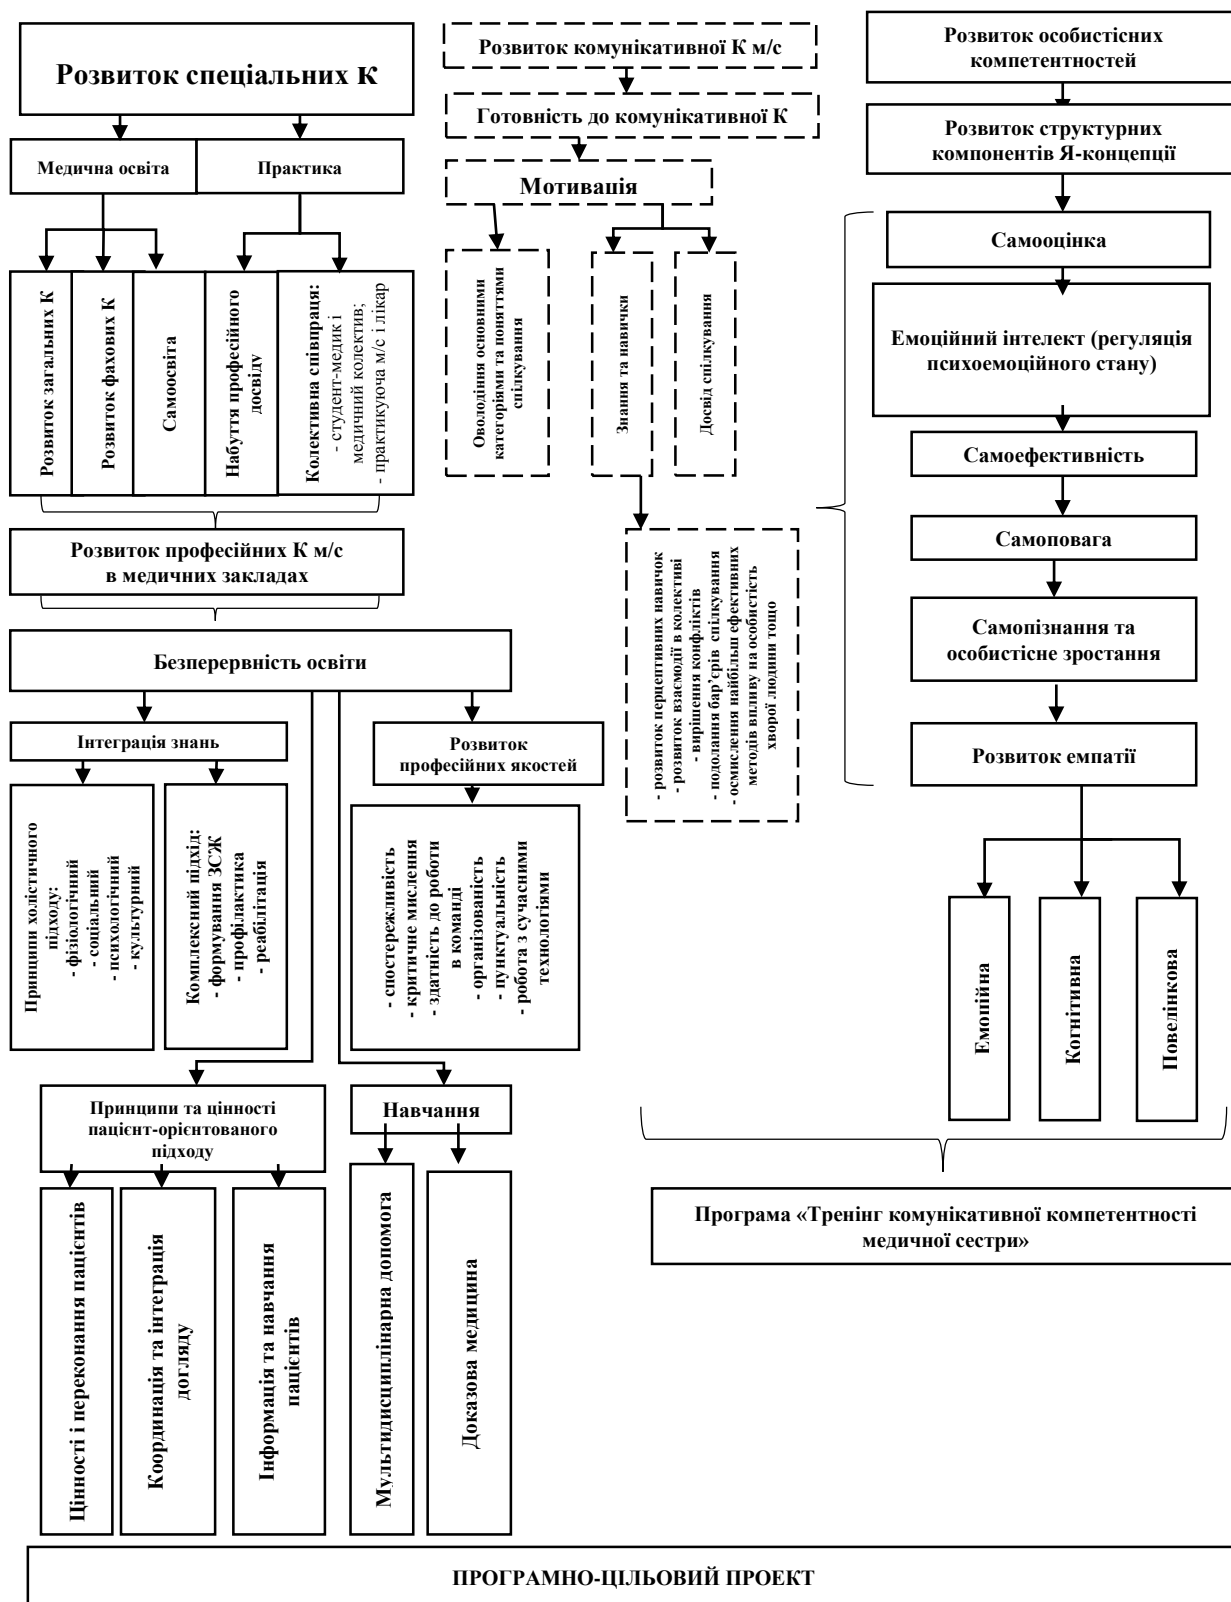 Розвиток спеціальних К
Медична освіта
Практика
Розвиток загальних К
Розвиток фахових К
Самоосвіта
Набуття професійного
досвіду
Колективна співпраця:
- студент-медик і
медичний колектив;
- практикуюча м/с і лікар
Розвиток професійних К м/с
в медичних закладах
Безперервність освіти
Інтеграція знань
Розвиток
професійних якостей
Принципи холістичного
підходу:
- фізіологічний
- соціальний
- психологічний
- культурний
Комплексний підхід:
- формування ЗСЖ
- профілактика
- реабілітація
- спостережливість
- критичне мислення
- здатність до роботи
в команді
- організованість
- пунктуальність
- робота з сучасними
технологіями
Принципи та цінності
пацієнт-орієнтованого
підходу
Навчання
Цінності і переконання пацієнтів
Координація та інтеграція
догляду
Інформація та навчання
пацієнтів
Мультидисциплінарна допомога
Доказова медицина
Розвиток комунікативної К м/с
Готовність до комунікативної К
Мотивація
Оволодіння основними
категоріями та поняттями
спілкування
Знання та навички
Досвід спілкування
- розвиток перцептивних навичок
- розвиток взаємодії в колективі
- вирішення конфліктів
- подолання бар’єрів спілкування
- осмислення найбільш ефективних
методів впливу на особистість
хворої людини тощо
Розвиток особистісних
компетентностей
Розвиток структурних
компонентів Я-концепції
Самооцінка
Емоційний інтелект (регуляція
психоемоційного стану)
Самоефективність
Самоповага
Самопізнання та
особистісне зростання
Розвиток емпатії
Емоційна
Когнітивна
Поведінкова
Програма «Тренінг комунікативної компетентності
медичної сестри»
ПРОГРАМНО-ЦІЛЬОВИЙ ПРОЕКТ